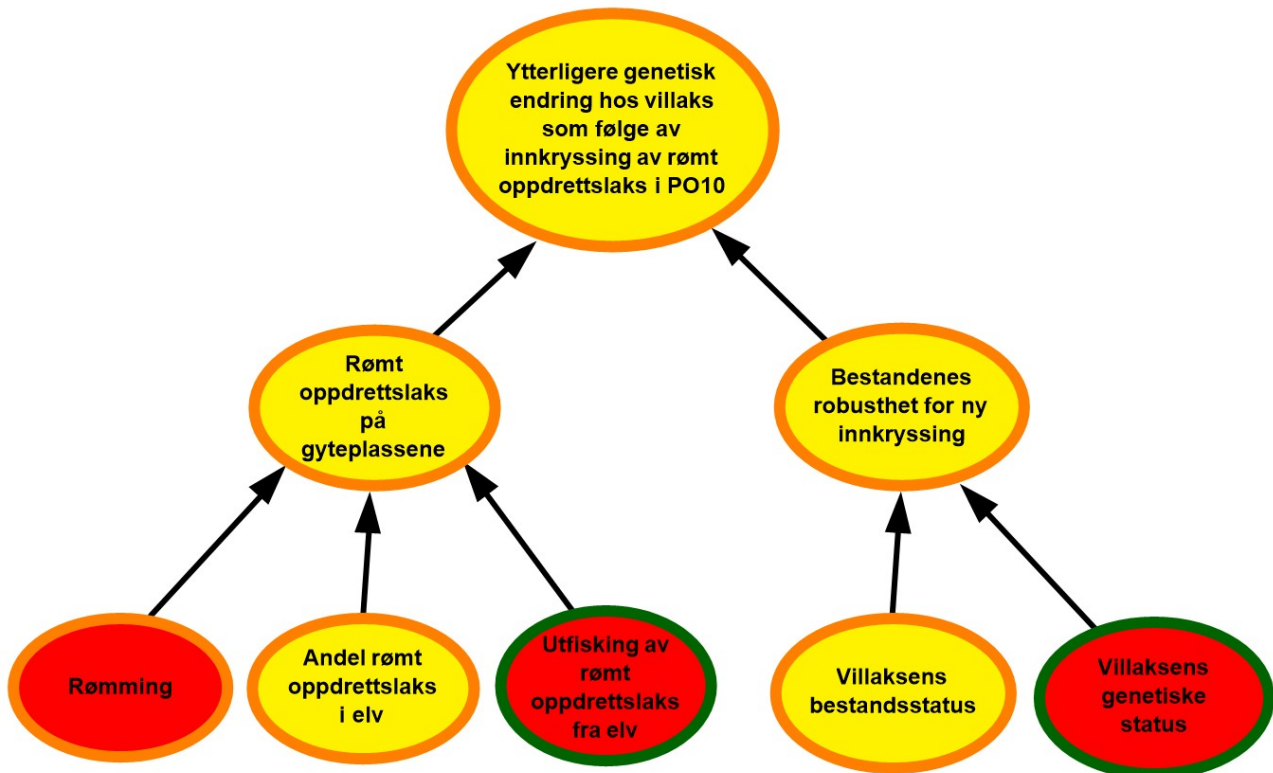 Ytterligere genetisk
endring hos villaks
som følge av
innkryssing av rømt
oppdrettslaks i PO10
Rømt
oppdrettslaks
på
gyteplassene
Bestandenes
robusthet for ny
innkryssing
Rømming
Andel rømt
oppdrettslaks
i elv
Utfisking av
rømt
oppdrettslaks
fra elv
Villaksens
bestandsstatus
Villaksens
genetiske
status